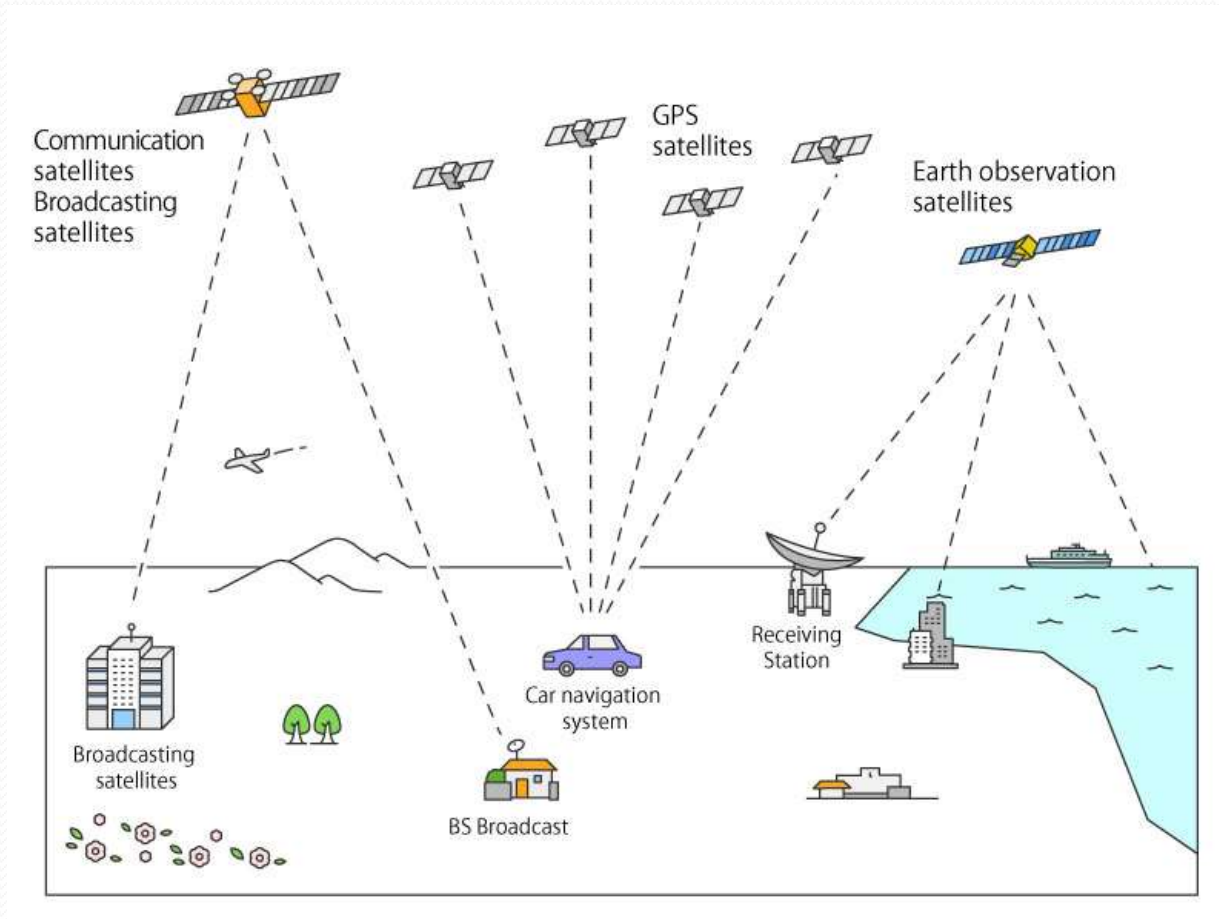 Communication
satellites
Broadcasting
satellites
GPS
satellites
Earth observation
satellites
Receiving
Station
Car navigation
system
Broadcasting
satellites
BS Broadcast